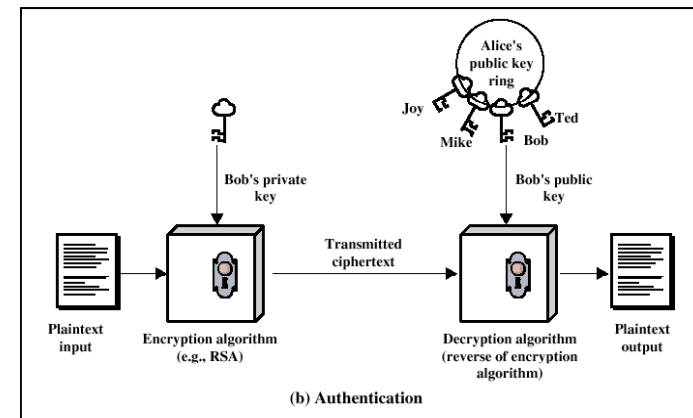 Alice's
public key
ring
Joy
Ted
Mike
Bob
Bob's private
key
Bob's public
key
Transmitted
ciphertext
Plaintext
input
Encryption algorithm
(e.g., RSA)
Decryption algorithm
(reverse of encryption
algorithm)
Plaintext
output
(b) Authentication